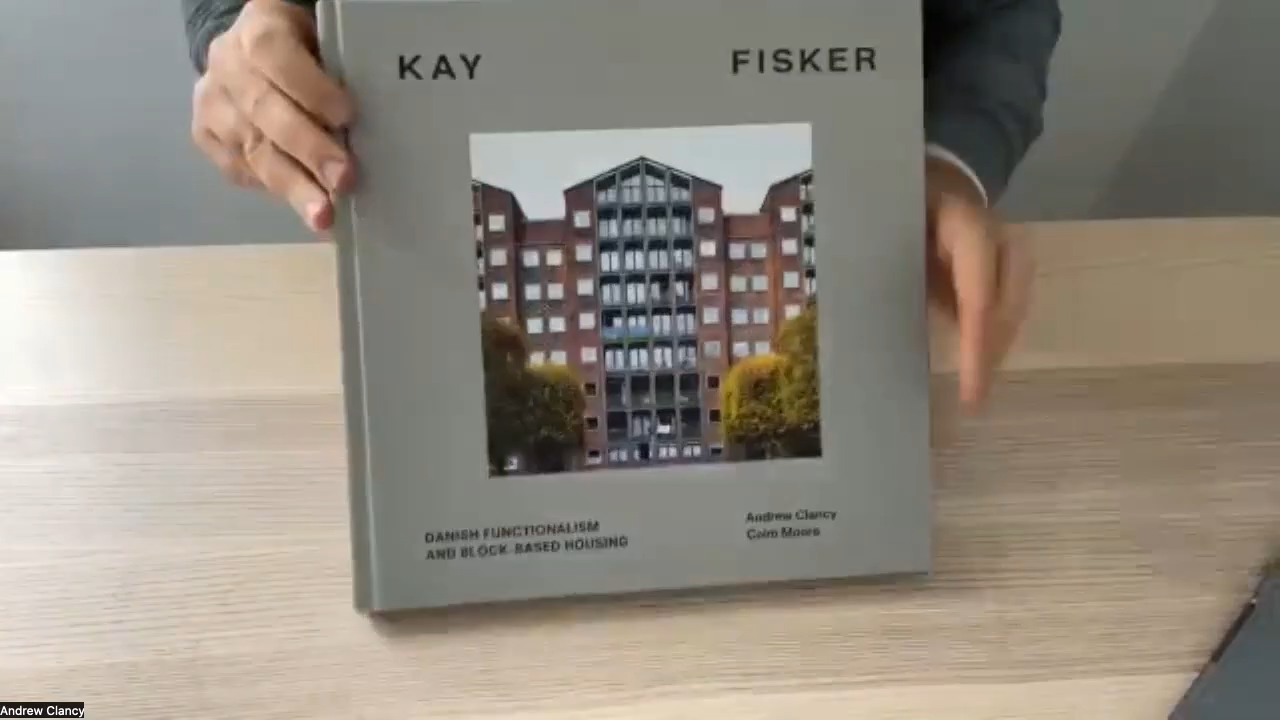 KAY FISKER
DANISH FUNCTIONALISM
AND BLOCK-BASED HOUSING
Andrew Clancy
Colm Moore
Andrew Clancy